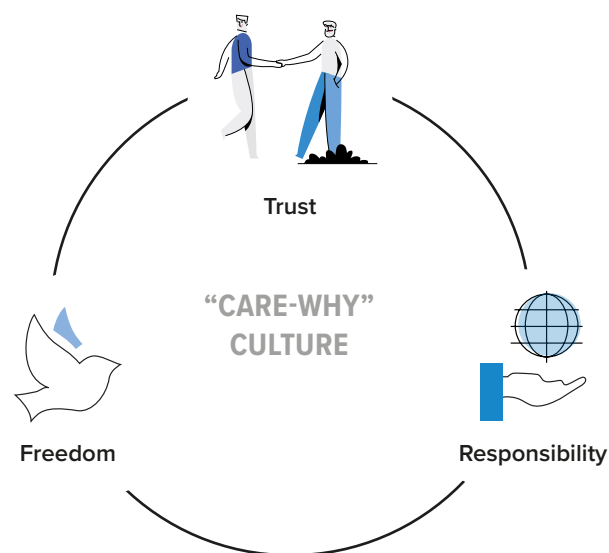 Trust
“CARE-WHY”
CULTURE
Freedom
Responsibility